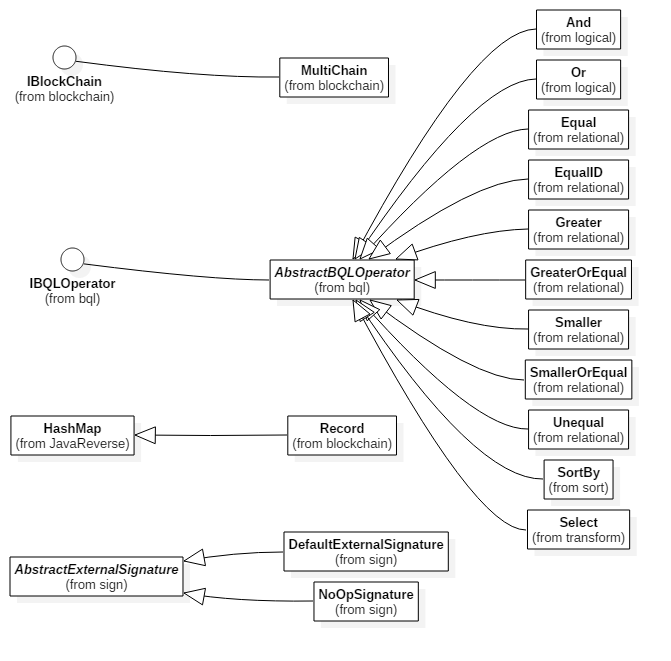 And
(from logical)
IBlockChain
(from blockchain)
MultiChain
(from blockchain)
Or
(from logical)
Equal
(from relational)
EqualID
(from relational)
Greater
(from relational)
IBQLOperator
(from bql)
AbstractBQLOperator
(from bql)
GreaterOrEqual
(from relational)
Smaller
(from relational)
SmallerOrEqual
(from relational)
HashMap
(from JavaReverse)
Record
(from blockchain)
Unequal
(from relational)
SortBy
(from sort)
Select
(from transform)
AbstractExternalSignature
(from sign)
DefaultExternalSignature
(from sign)
NoOpSignature
(from sign)